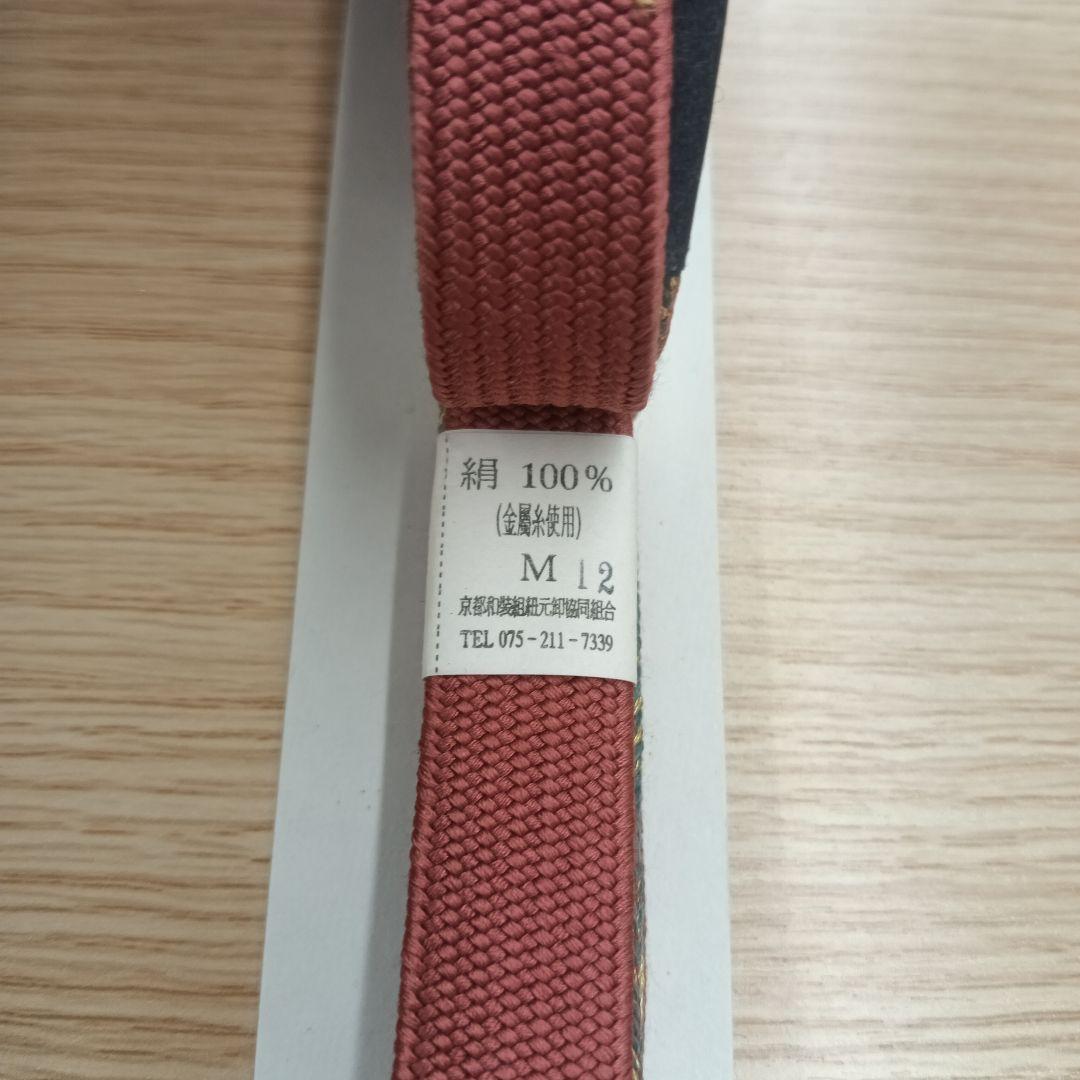 絹 100%
(金屬糸使用)
M 12
京都和装組紐元卸協同組合
TEL 075-211-7339